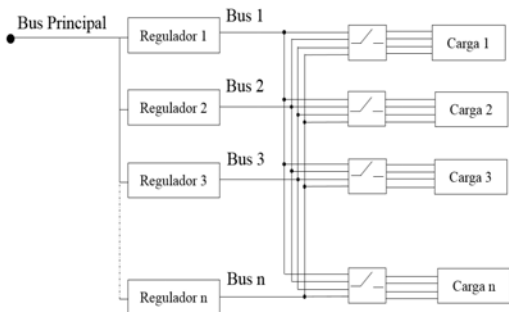 Bus Principal
Regulador 1
Bus 1
Carga 1
Regulador 2
Bus 2
Carga 2
Regulador 3
Bus 3
Carga 3
Regulador n
Bus n
Carga n